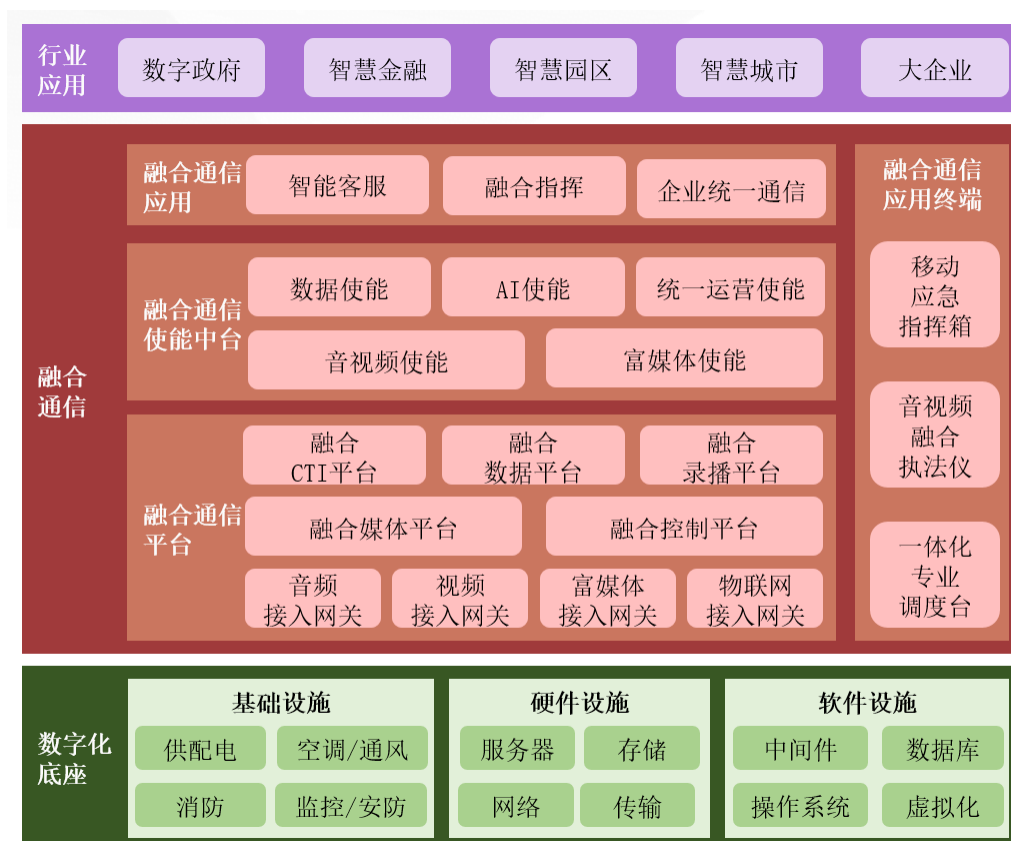 行业
应用
数字政府
智慧金融
智慧园区
智慧城市
大企业
融合
通信
融合通信
应用
智能客服
融合指挥
企业统一通信
融合通信
使能中台
数据使能
AI使能
统一运营使能
音视频使能
富媒体使能
融合通信
平台
融合
CTI平台
融合
数据平台
融合
录播平台
融合媒体平台
融合控制平台
音频
接入网关
视频
接入网关
富媒体
接入网关
物联网
接入网关
融合通信
应用终端
移动
应急
指挥箱
音视频
融合
执法仪
一体化
专业
调度台
数字化
底座
基础设施
供配电
空调/通风
消防
监控/安防
硬件设施
服务器
存储
网络
传输
软件设施
中间件
数据库
操作系统
虚拟化